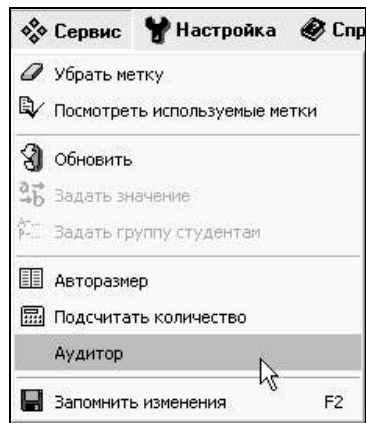 Сервис Настройка Спр
Убрать метку
Посмотреть используемые метки
Обновить
Задать значение
Задать группу студентам
Авторазмер
Подсчитать количество
Аудитор
Запомнить изменения F2